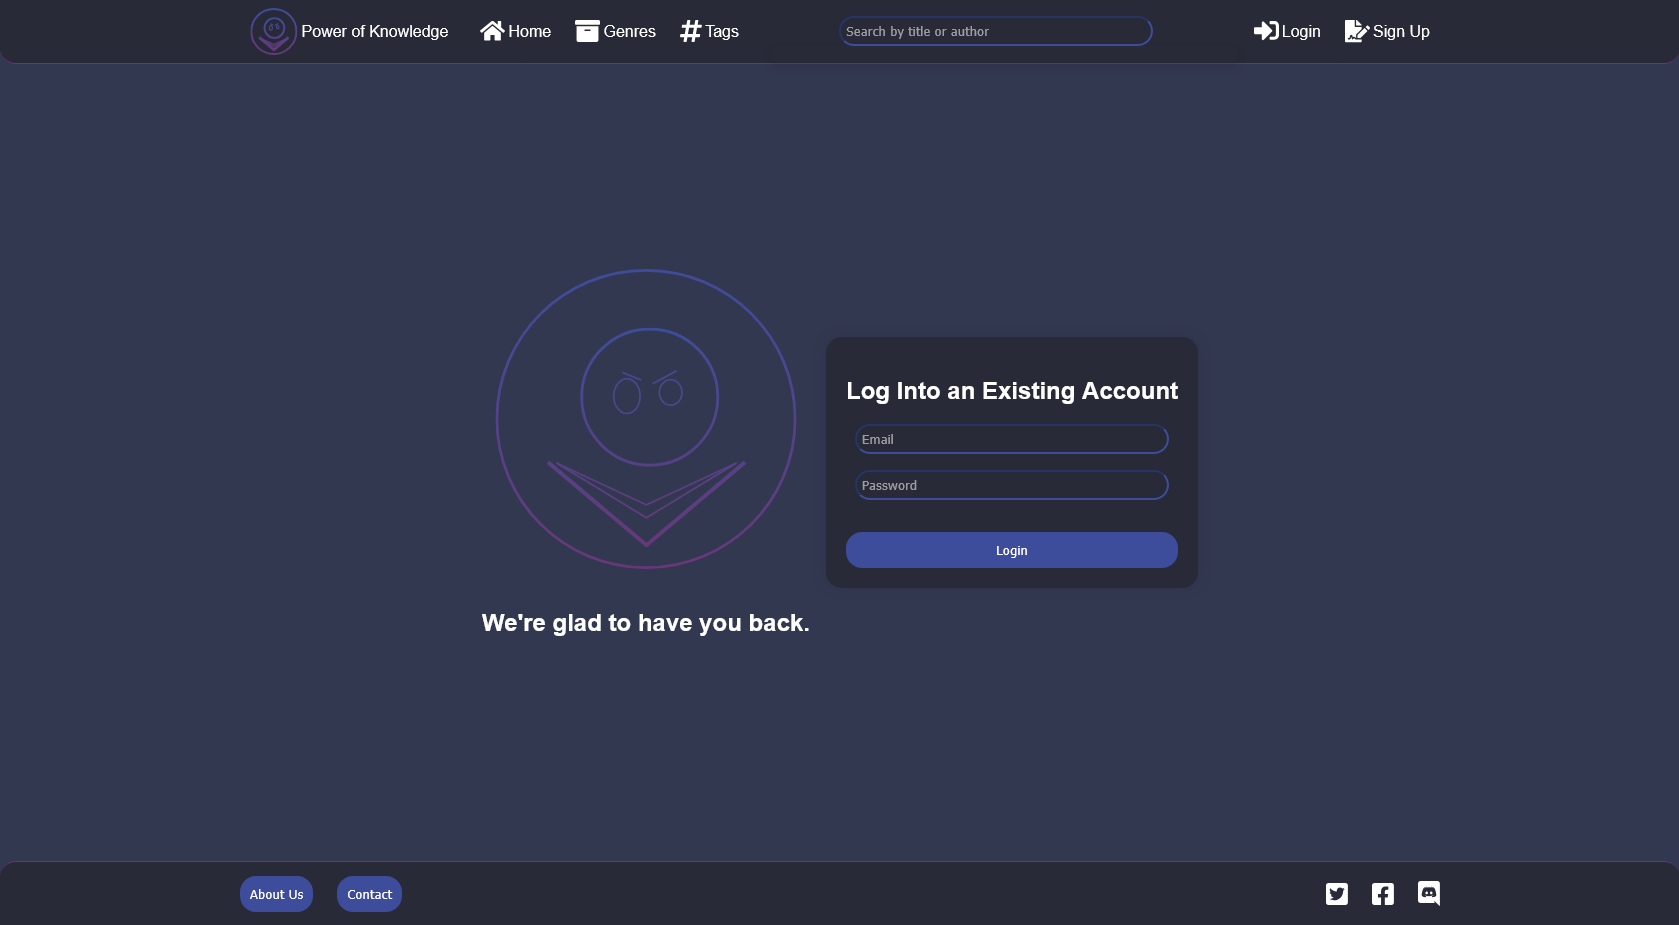 Power of Knowledge Home Genres Tags Search by title or author Login Sign Up
Log Into an Existing Account
Email
Password
Login
We're glad to have you back.
About Us Contact